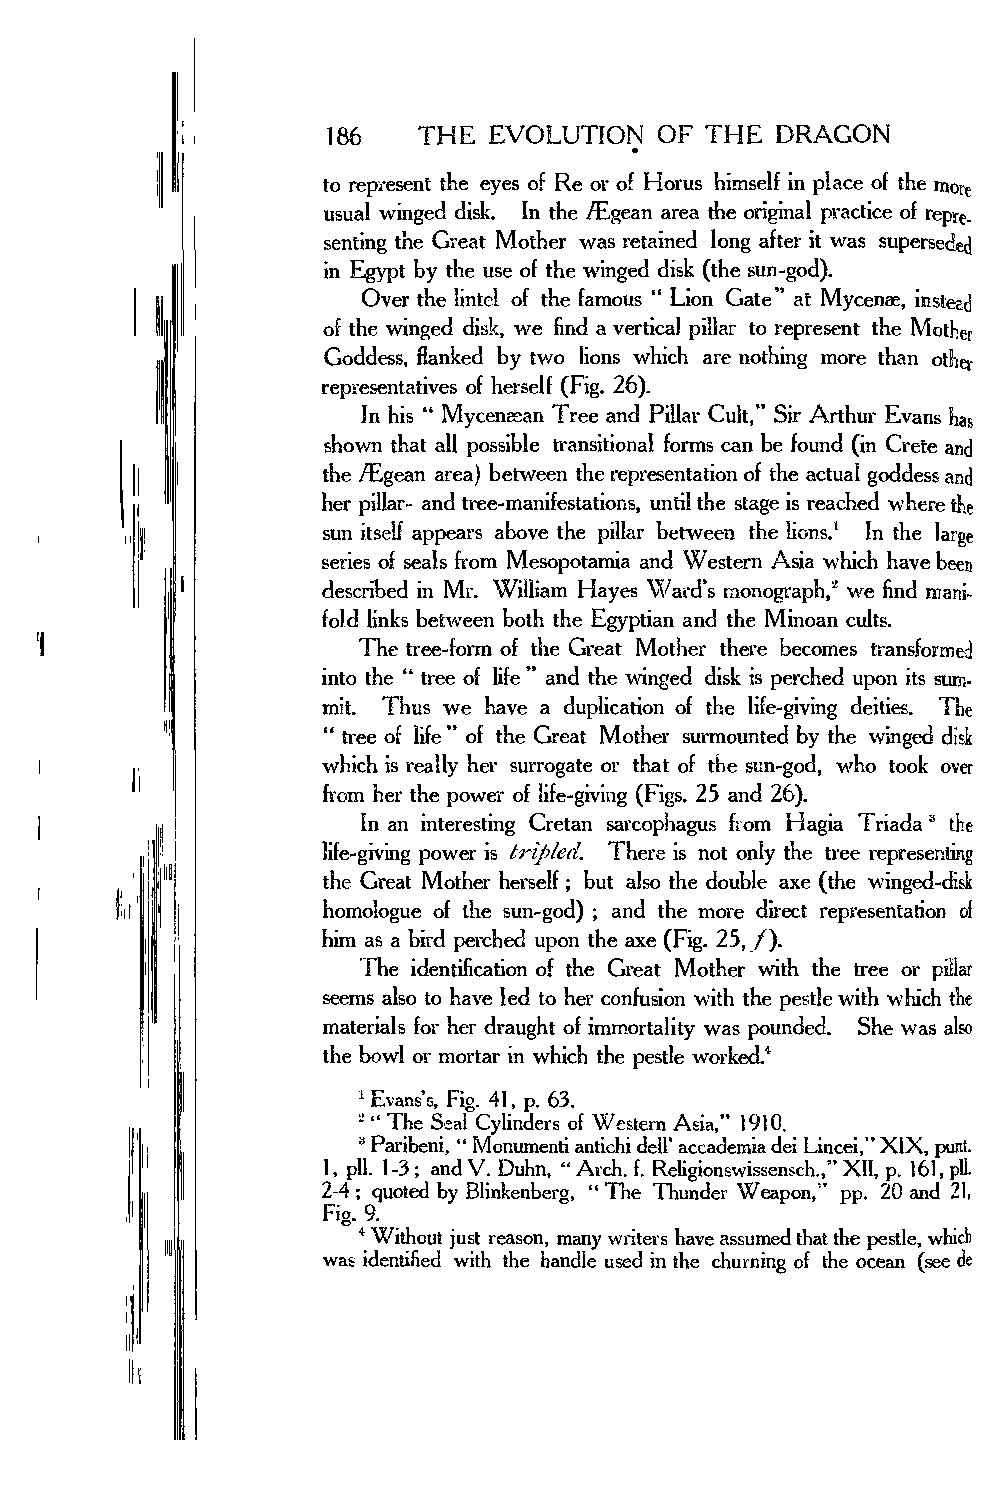 186 THE EVOLUTION OF THE DRAGON
to represent the eyes of Re or of Horus himself in place of the more
usual winged disk. In the Ægean area the original practice of repre-
senting the Great Mother was retained long after it was superseded
in Egypt by the use of the winged disk (the sun-god).
Over the lintel of the famous “ Lion Gate” at Mycenæ, instead
of the winged disk, we find a vertical pillar to represent the Mother
Goddess, flanked by two lions which are nothing more than other
representatives of herself (Fig. 26).
In his “ Mycenæan Tree and Pillar Cult,” Sir Arthur Evans has
shown that all possible transitional forms can be found (in Crete and
the Ægean area) between the representation of the actual goddess and
her pillar- and tree-manifestations, until the stage is reached where the
sun itself appears above the pillar between the lions.¹ In the large
series of seals from Mesopotamia and Western Asia which have been
described in Mr. William Hayes Ward's monograph,² we find mani-
fold links between both the Egyptian and the Minoan cults.
The tree-form of the Great Mother there becomes transformed
into the “ tree of life ” and the winged disk is perched upon its sum-
mit. Thus we have a duplication of the life-giving deities. The
“ tree of life ” of the Great Mother surmounted by the winged disk
which is really her surrogate or that of the sun-god, who took over
from her the power of life-giving (Figs. 25 and 26).
In an interesting Cretan sarcophagus from Hagia Triada ³ the
life-giving power is tripled. There is not only the tree representing
the Great Mother herself ; but also the double axe (the winged-disk
homologue of the sun-god) ; and the more direct representation of
him as a bird perched upon the axe (Fig. 25, f).
The identification of the Great Mother with the tree or pillar
seems also to have led to her confusion with the pestle with which the
materials for her draught of immortality was pounded. She was also
the bowl or mortar in which the pestle worked.⁴
¹ Evans's, Fig. 41, p. 63.
² “ The Seal Cylinders of Western Asia,” 1910.
³ Paribeni, “ Monumenti antichi dell' accademia dei Lincei,” XIX, punt.
1, pll. 1-3 ; and V. Duhn, “ Arch. f. Religionswissensch.,” XII, p. 161, pll.
2-4 ; quoted by Blinkenberg, “ The Thunder Weapon,” pp. 20 and 21,
Fig. 9.
⁴ Without just reason, many writers have assumed that the pestle, which
was identified with the handle used in the churning of the ocean (see de